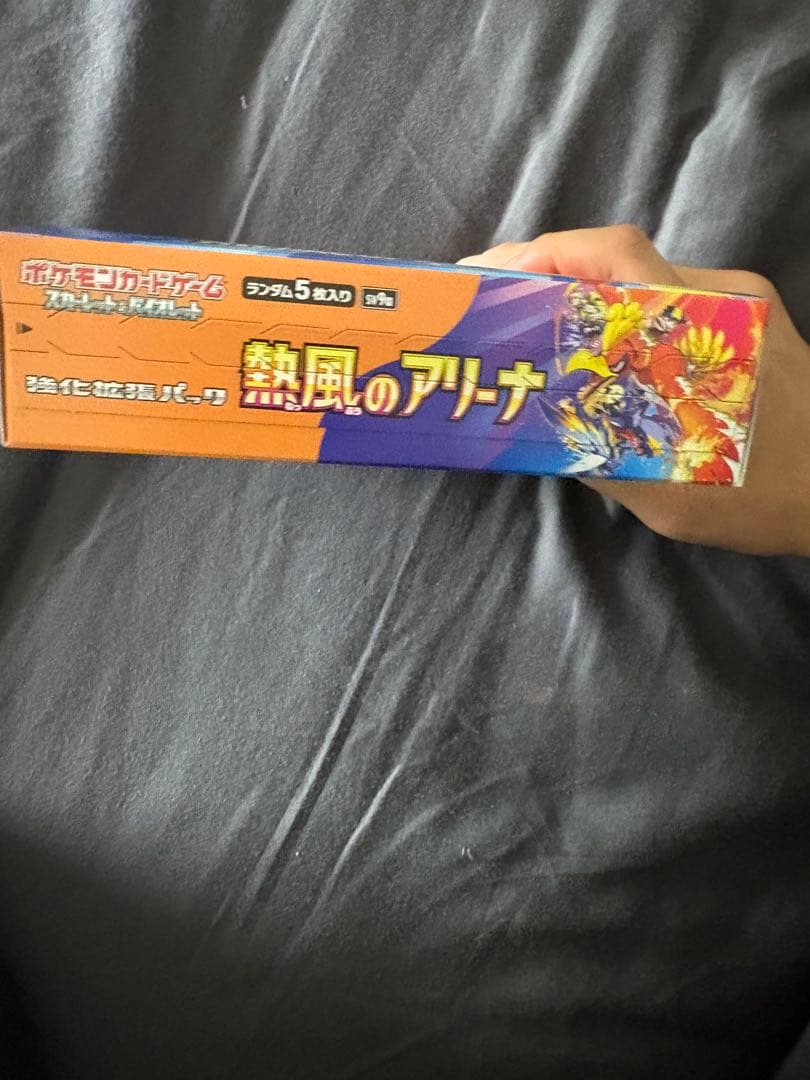 ポケモンカードゲーム
スカーレット&バイオレット
ランダム5枚入り
強化拡張パック
熱風のアリーナ